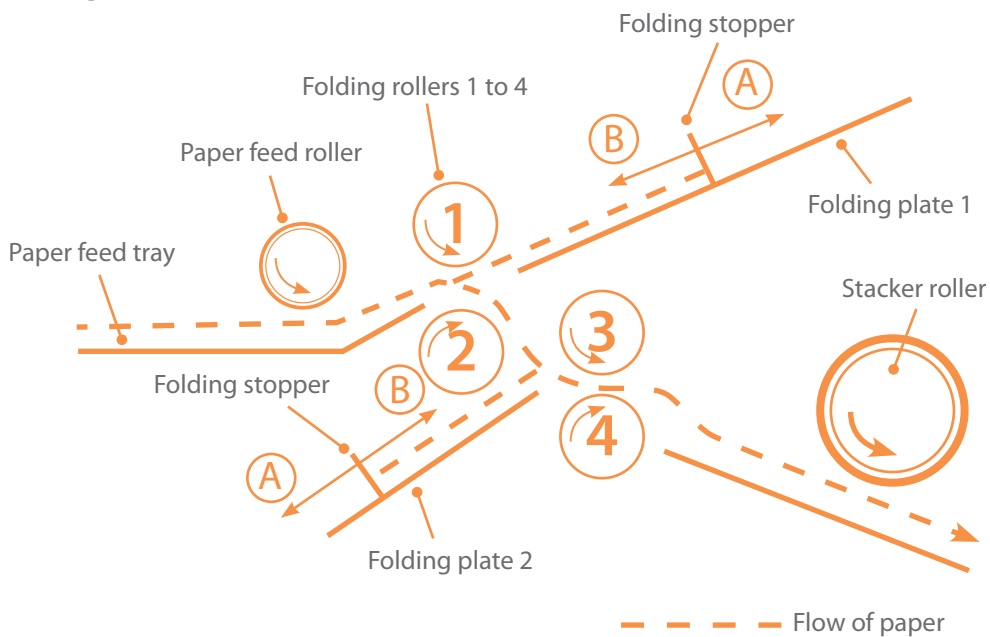 Folding stopper
Folding rollers 1 to 4
A
B
Paper feed roller
Folding plate 1
1
Paper feed tray
Stacker roller
3
2
Folding stopper
B
4
A
Folding plate 2
Flow of paper